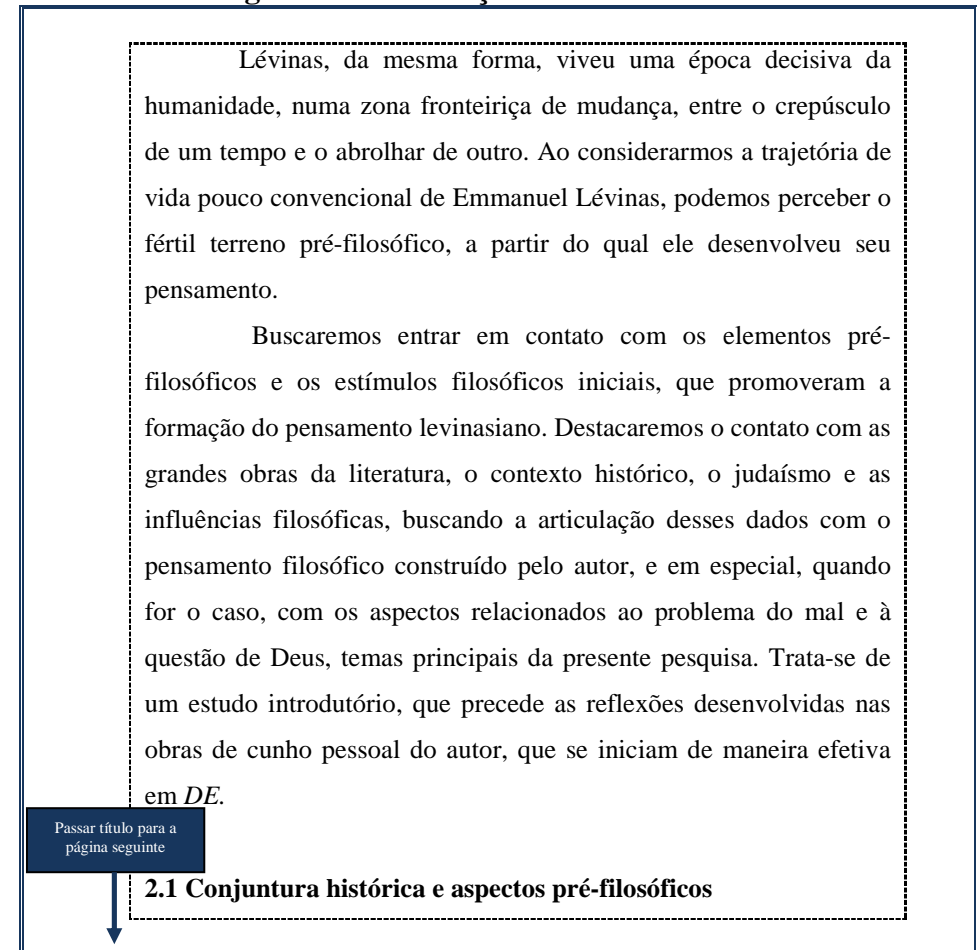 Lévinas, da mesma forma, viveu uma época decisiva da
humanidade, numa zona fronteiriça de mudança, entre o crepúsculo
de um tempo e o abrolhar de outro. Ao considerarmos a trajetória de
vida pouco convencional de Emmanuel Lévinas, podemos perceber o
fértil terreno pré-filosófico, a partir do qual ele desenvolveu seu
pensamento.
Buscaremos entrar em contato com os elementos pré-
filosóficos e os estímulos filosóficos iniciais, que promoveram a
formação do pensamento levinasiano. Destacaremos o contato com as
grandes obras da literatura, o contexto histórico, o judaísmo e as
influências filosóficas, buscando a articulação desses dados com o
pensamento filosófico construído pelo autor, e em especial, quando
for o caso, com os aspectos relacionados ao problema do mal e à
questão de Deus, temas principais da presente pesquisa. Trata-se de
um estudo introdutório, que precede as reflexões desenvolvidas nas
obras de cunho pessoal do autor, que se iniciam de maneira efetiva
em DE.
Passar título para a
página seguinte
2.1 Conjuntura histórica e aspectos pré-filosóficos